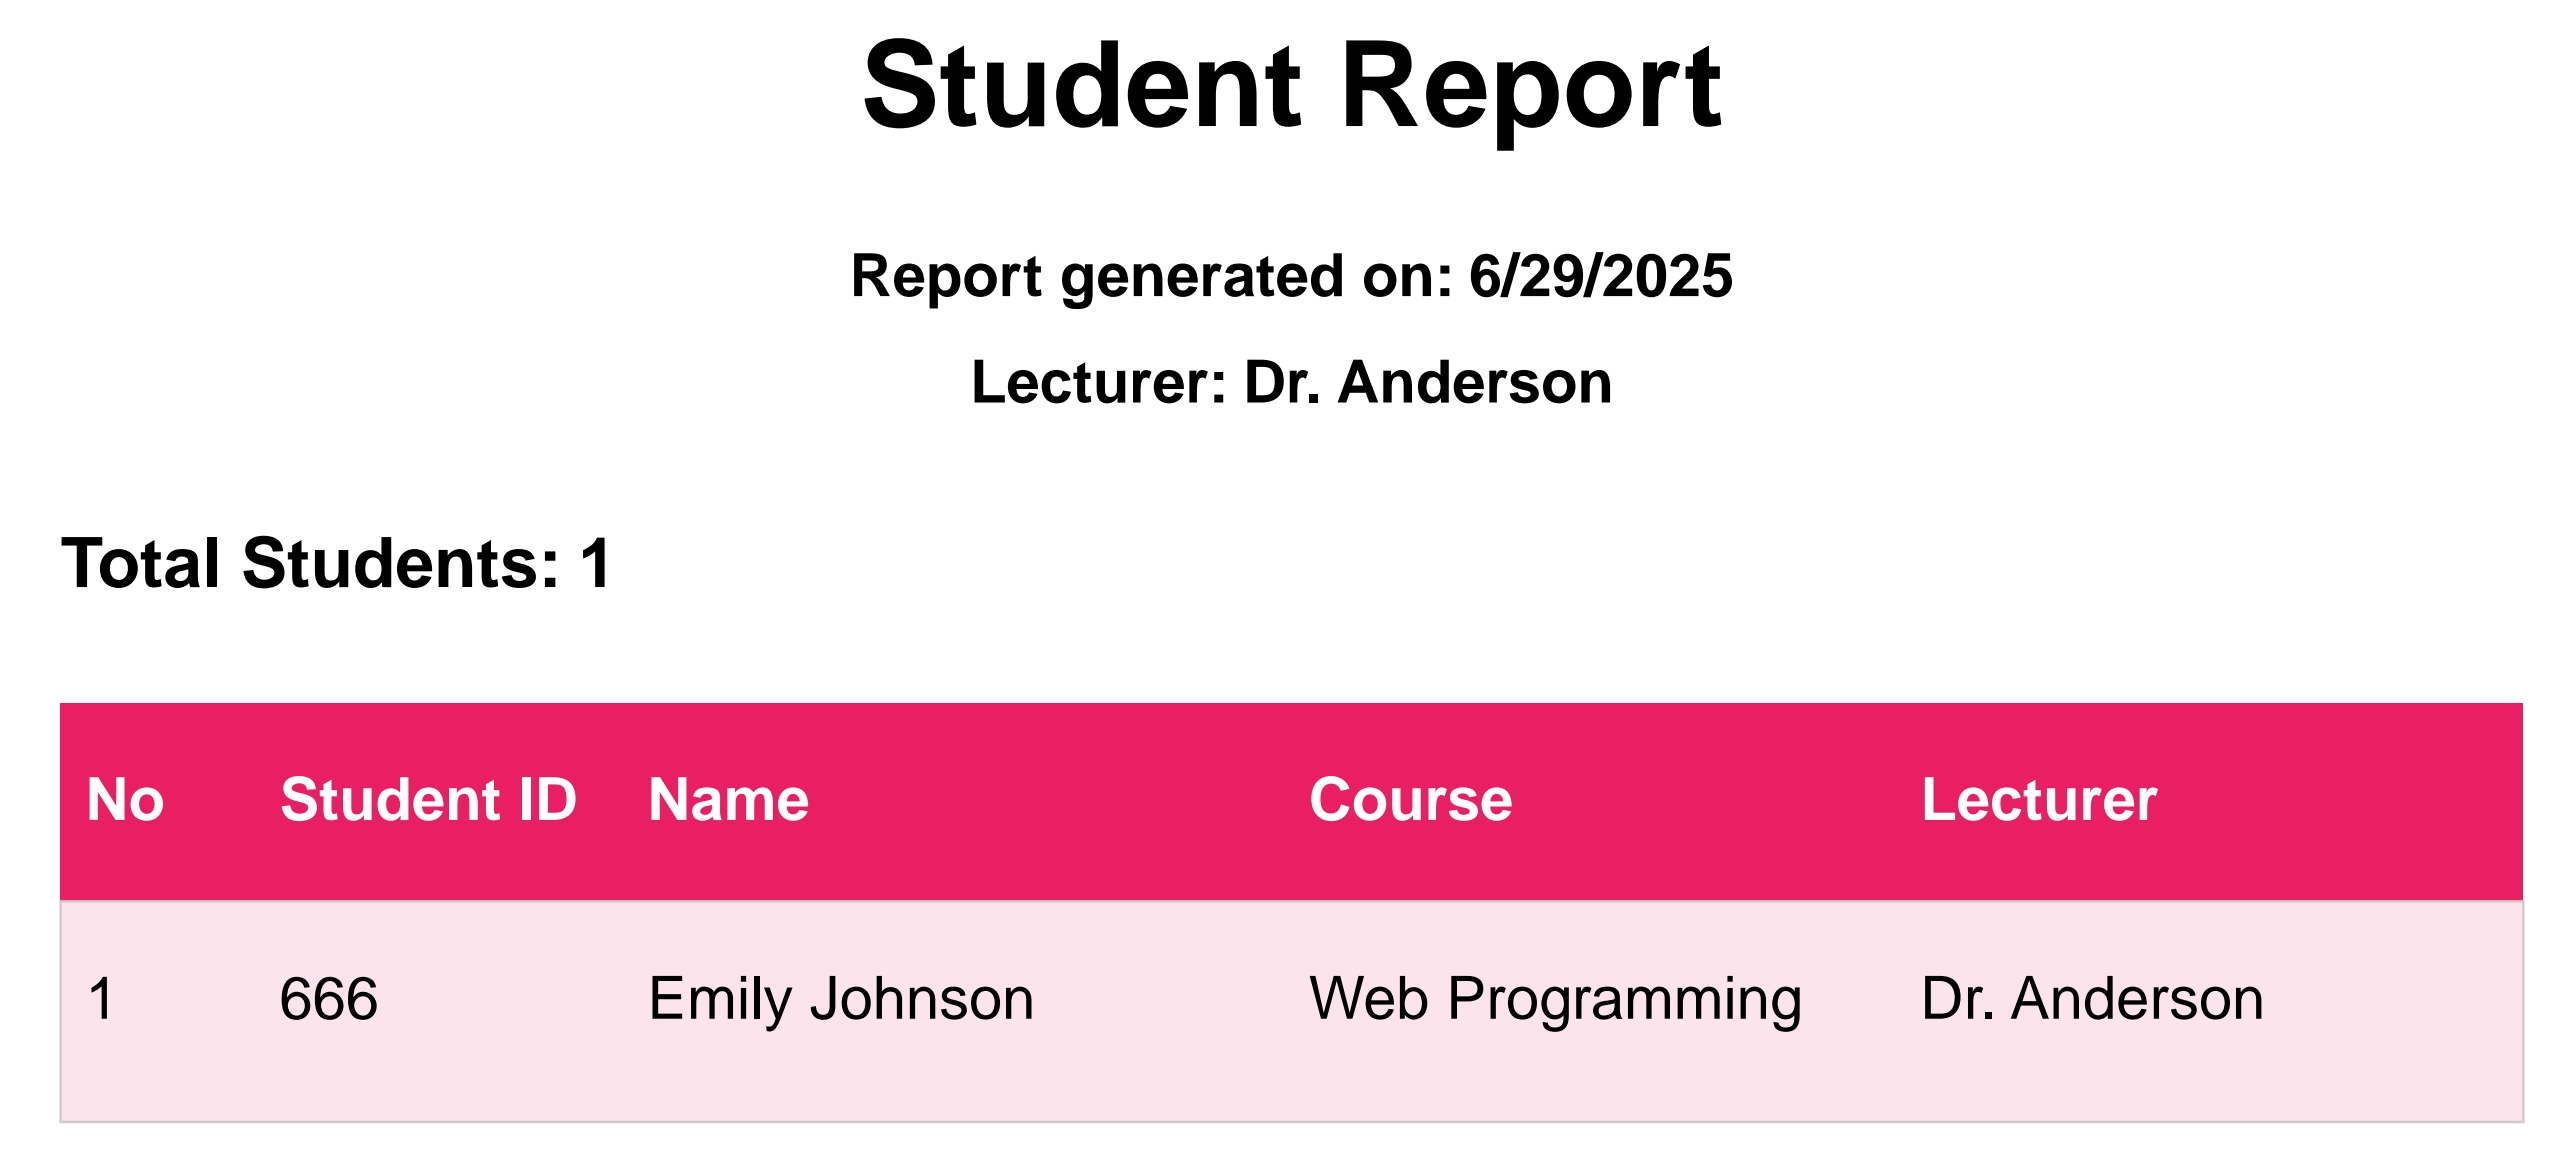 Student Report
Report generated on: 6/29/2025
Lecturer: Dr. Anderson
Total Students: 1
No Student ID Name Course Lecturer
1 666 Emily Johnson Web Programming Dr. Anderson